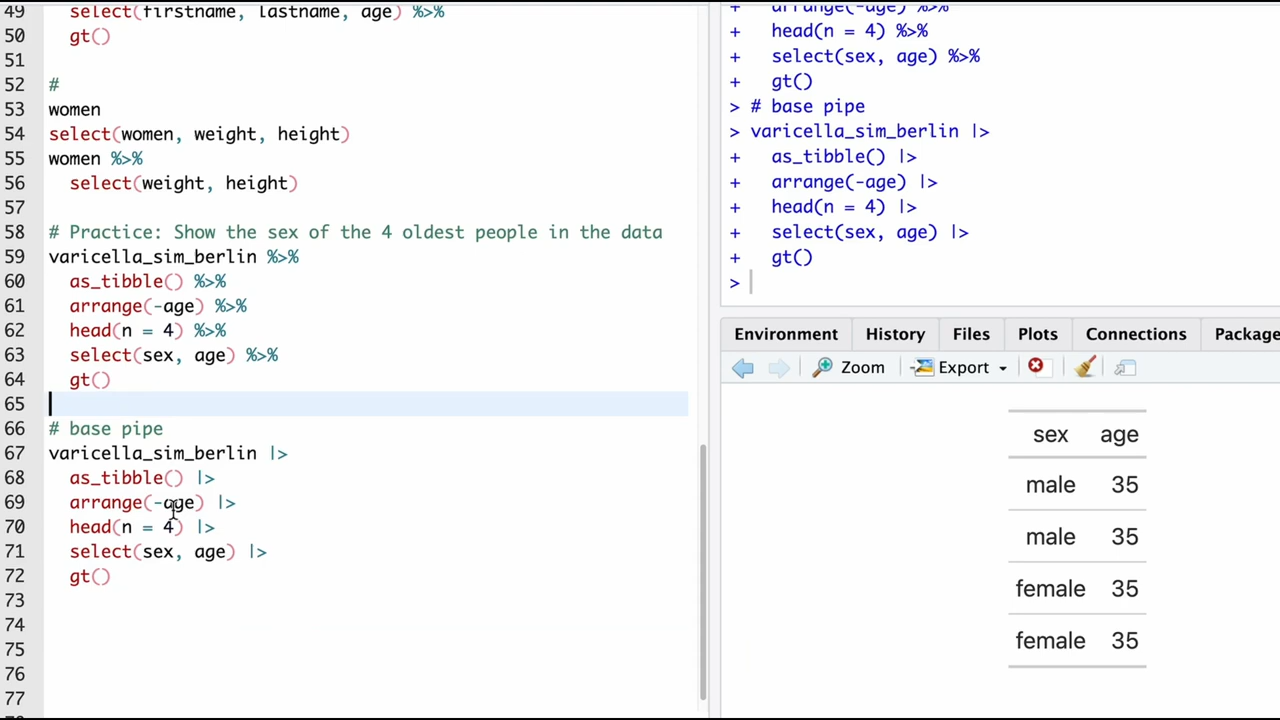 49 select(firstname, lastname, age) %>%
50 gt()
51
52 #
53 women
54 select(women, weight, height)
55 women %>%
56 select(weight, height)
57
58 # Practice: Show the sex of the 4 oldest people in the data
59 varicella_sim_berlin %>%
60 as_tibble() %>%
61 arrange(-age) %>%
62 head(n = 4) %>%
63 select(sex, age) %>%
64 gt()
65
66 # base pipe
67 varicella_sim_berlin |>
68 as_tibble() |>
69 arrange(-age) |>
70 head(n = 4) |>
71 select(sex, age) |>
72 gt()
73
74
75
76
77
+ arrange(-age) %>%
+ head(n = 4) %>%
+ select(sex, age) %>%
+ gt()
> # base pipe
> varicella_sim_berlin |>
+ as_tibble() |>
+ arrange(-age) |>
+ head(n = 4) |>
+ select(sex, age) |>
+ gt()
>
Environment History Files Plots Connections Package
Zoom Export
sex age
male 35
male 35
female 35
female 35